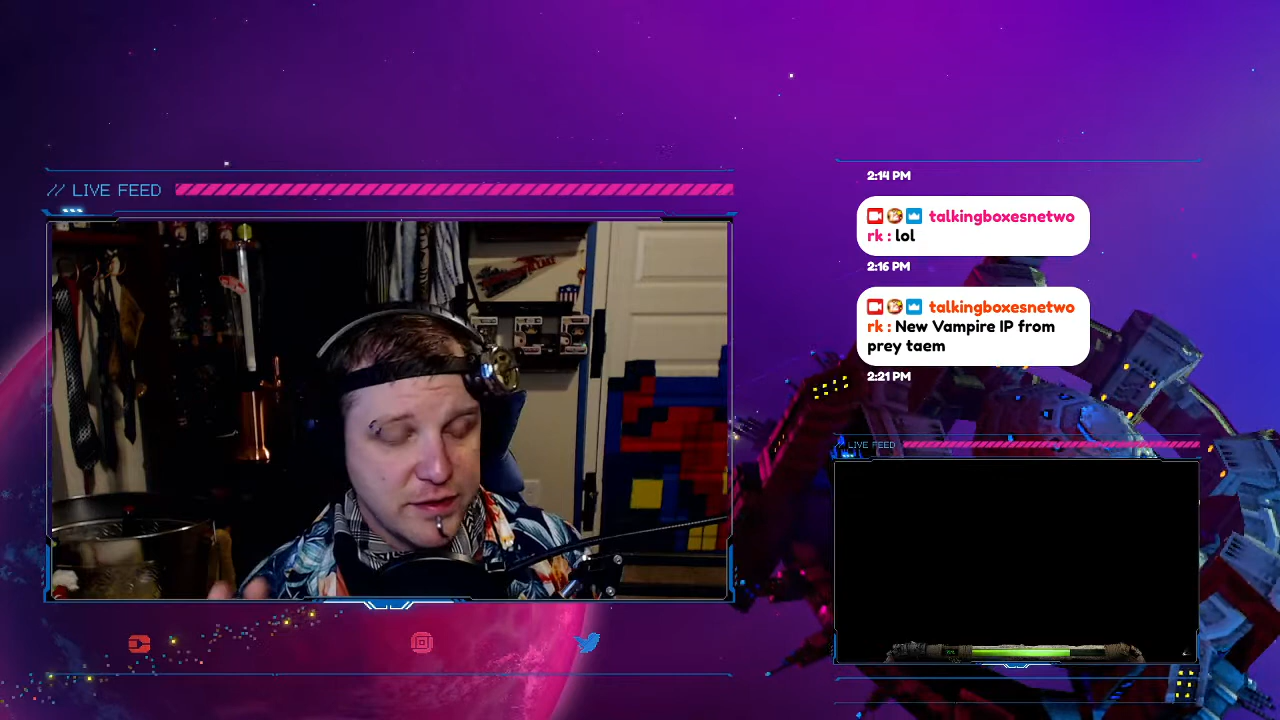 // LIVE FEED
2:14 PM
talkingboxesnetwo
rk : lol
2:16 PM
talkingboxesnetwo
rk : New Vampire IP from
prey taem
2:21 PM
LIVE FEED